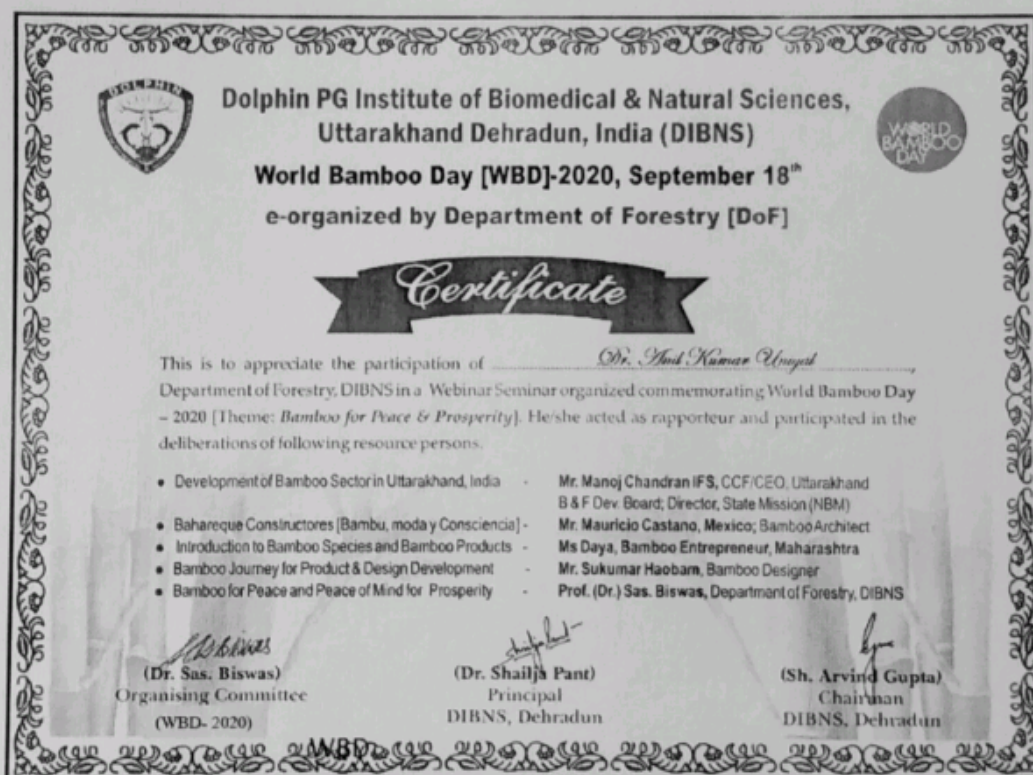 DOLPHIN
Dolphin PG Institute of Biomedical & Natural Sciences,
Uttarakhand Dehradun, India (DIBNS)
WORLD
BAMBOO
DAY
World Bamboo Day [WBD]-2020, September 18th
e-organized by Department of Forestry [DoF]
Certificate
This is to appreciate the participation of Dr. Anil Kumar Uniyal,
Department of Forestry, DIBNS in a Webinar Seminar organized commemorating World Bamboo Day
– 2020 [Theme: Bamboo for Peace & Prosperity]. He/she acted as rapporteur and participated in the
deliberations of following resource persons.
• Development of Bamboo Sector in Uttarakhand, India - Mr. Manoj Chandran IFS, CCF/CEO, Uttarakhand
B & F Dev. Board; Director, State Mission (NBM)
• Bahareque Constructores [Bambu, moda y Consciencia] - Mr. Mauricio Castano, Mexico; Bamboo Architect
• Introduction to Bamboo Species and Bamboo Products - Ms Daya, Bamboo Entrepreneur, Maharashtra
• Bamboo Journey for Product & Design Development - Mr. Sukumar Haobam, Bamboo Designer
• Bamboo for Peace and Peace of Mind for Prosperity - Prof. (Dr.) Sas. Biswas, Department of Forestry, DIBNS
(Dr. Sas. Biswas) (Dr. Shailja Pant) (Sh. Arvind Gupta)
Organising Committee Principal Chairman
(WBD- 2020) DIBNS, Dehradun DIBNS, Dehradun
WBD